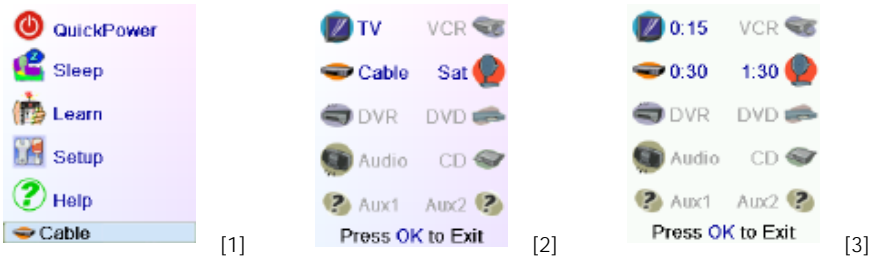 QuickPower
Sleep
Learn
Setup
Help
Cable
[1]
TV VCR
Cable Sat
DVR DVD
Audio CD
Aux1 Aux2
Press OK to Exit
[2]
0:15 VCR
0:30 1:30
DVR DVD
Audio CD
Aux1 Aux2
Press OK to Exit
[3]